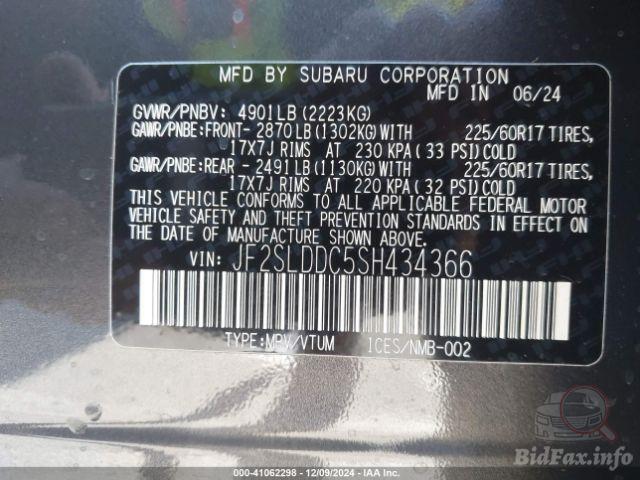 MFD BY SUBARU CORPORATION
MFD IN 06/24
GVWR/PNBV: 4901LB (2223KG)
GAWR/PNBE:FRONT- 2870LB (1302KG) WITH 225/60R17 TIRES,
17X7J RIMS AT 230 KPA (33 PSI) COLD
GAWR/PNBE:REAR - 2491LB (1130KG) WITH 225/60R17 TIRES,
17X7J RIMS AT 220 KPA (32 PSI) COLD
THIS VEHICLE CONFORMS TO ALL APPLICABLE FEDERAL MOTOR
VEHICLE SAFETY AND THEFT PREVENTION STANDARDS IN EFFECT ON
THE DATE OF MANUFACTURE SHOWN ABOVE.
VIN: JF2SLDDC5SH434366
TYPE:MPV/VTUM ICES/NMB-002
BidFax.info
000-41062298 - 12/09/2024 - IAA Inc.